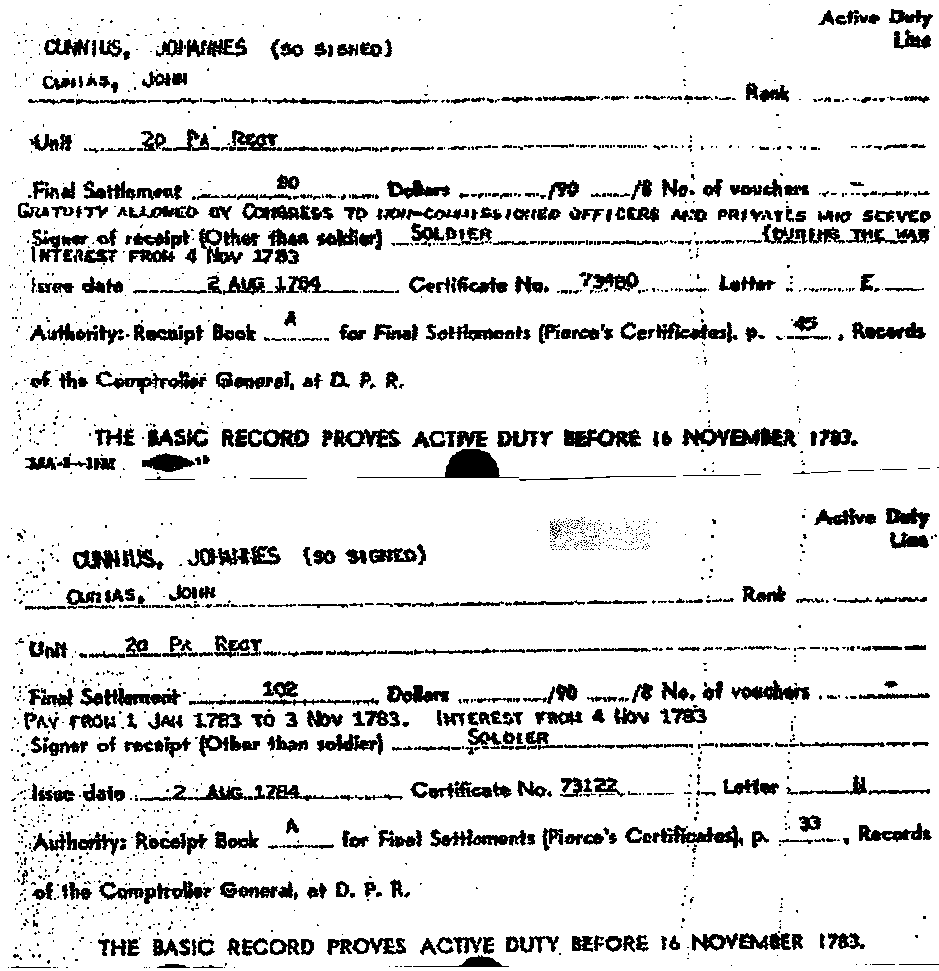 Active Duty
Line
CUNNIUS, JOHANNES (SO SIGNED)
CUNIAS, JOHN
Rank
Unit 2D PA REGT
Final Settlement 80 Dollars /90 /8 No. of vouchers -
GRATUITY ALLOWED BY CONGRESS TO NON-COMMISSIONED OFFICERS AND PRIVATES WHO SERVED
Signer of receipt (Other than soldier) SOLDIER (DURING THE WAR
INTEREST FROM 4 NOV 1783
Issue date 2 AUG 1784 Certificate No. 73480 Letter E
Authority: Receipt Book A for Final Settlements (Pierce's Certificates), p. 45, Records
of the Comptroller General, at D. P. R.
THE BASIC RECORD PROVES ACTIVE DUTY BEFORE 16 NOVEMBER 1783.
Active Duty
Line
CUNNIUS, JOHANNES (SO SIGNED)
CUNIAS, JOHN
Rank
Unit 2D PA REGT
Final Settlement 102 Dollars /90 /8 No. of vouchers -
PAY FROM 1 JAN 1783 TO 3 NOV 1783. INTEREST FROM 4 NOV 1783
Signer of receipt (Other than soldier) SOLDIER
Issue date 2 AUG 1784 Certificate No. 73122 Letter
Authority: Receipt Book A for Final Settlements (Pierce's Certificates), p. 33, Records
of the Comptroller General, at D. P. R.
THE BASIC RECORD PROVES ACTIVE DUTY BEFORE 16 NOVEMBER 1783.